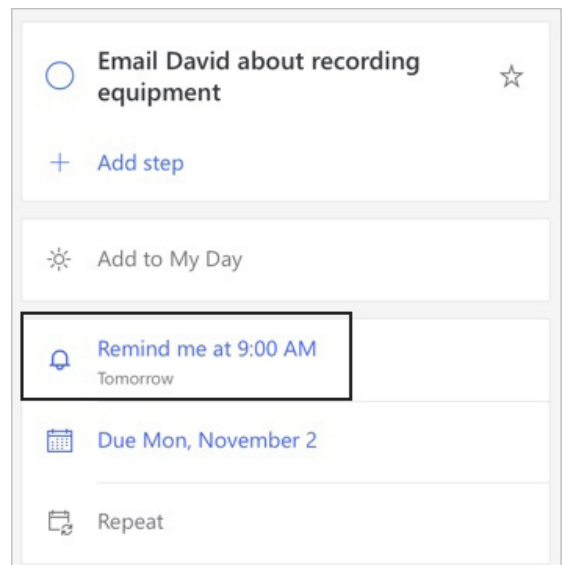 Email David about recording
equipment
Add step
Add to My Day
Remind me at 9:00 AM
Tomorrow
Due Mon, November 2
Repeat